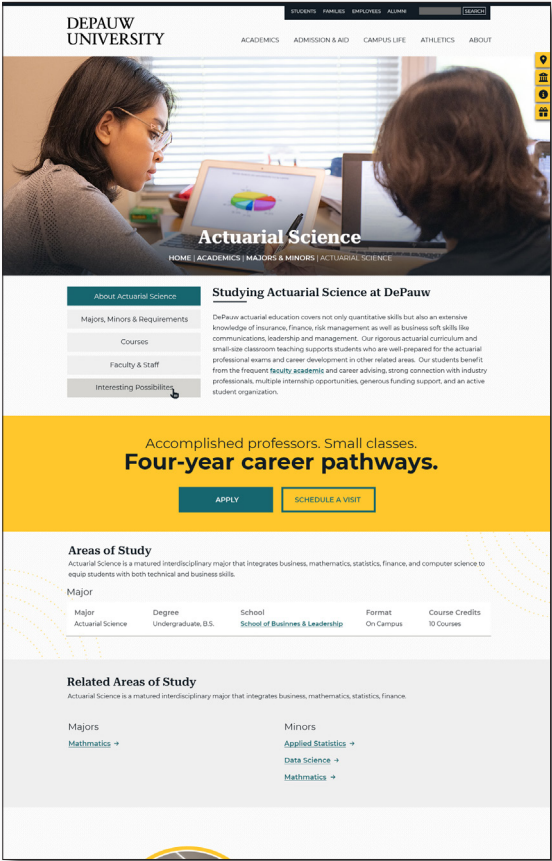 STUDENTS FAMILIES EMPLOYEES ALUMNI SEARCH
DEPAUW
UNIVERSITY
ACADEMICS ADMISSION & AID CAMPUS LIFE ATHLETICS ABOUT
Actuarial Science
HOME | ACADEMICS | MAJORS & MINORS | ACTUARIAL SCIENCE
About Actuarial Science
Majors, Minors & Requirements
Courses
Faculty & Staff
Interesting Possibilites
Studying Actuarial Science at DePauw
DePauw actuarial education covers not only quantitative skills but also an extensive
knowledge of insurance, finance, risk management as well as business soft skills like
communications, leadership and management. Our rigorous actuarial curriculum and
small-size classroom teaching supports students who are well-prepared for the actuarial
professional exams and career development in other related areas. Our students benefit
from the frequent faculty academic and career advising, strong connection with industry
professionals, multiple internship opportunities, generous funding support, and an active
student organization.
Accomplished professors. Small classes.
Four-year career pathways.
APPLY SCHEDULE A VISIT
Areas of Study
Actuarial Science is a matured interdisciplinary major that integrates business, mathematics, statistics, finance, and computer science to
equip students with both technical and business skills.
Major
Major Degree School Format Course Credits
Actuarial Science Undergraduate, B.S. School of Businnes & Leadership On Campus 10 Courses
Related Areas of Study
Actuarial Science is a matured interdisciplinary major that integrates business, mathematics, statistics, finance.
Majors Minors
Mathmatics → Applied Statistics →
Data Science →
Mathmatics →